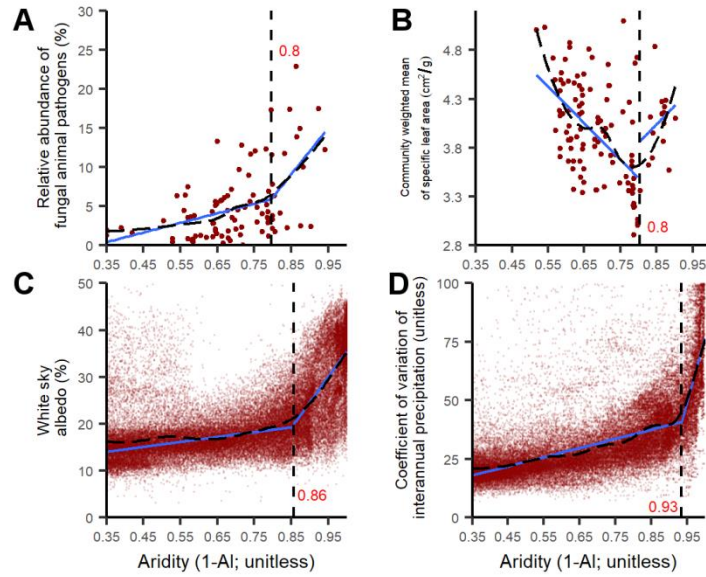 A
Relative abundance of
fungal animal pathogens (%)
30
25
20
15
10
5
0
0.8
0.35 0.45 0.55 0.65 0.75 0.85 0.95
B
Community weighted mean
of specific leaf area (cm²/g)
4.8
4.3
3.8
3.3
2.8
0.8
0.35 0.45 0.55 0.65 0.75 0.85 0.95
C
White sky
albedo (%)
50
40
30
20
10
0
0.86
0.35 0.45 0.55 0.65 0.75 0.85 0.95
Aridity (1-AI; unitless)
D
Coefficient of variation of
interannual precipitation (unitless)
100
75
50
25
0
0.93
0.35 0.45 0.55 0.65 0.75 0.85 0.95
Aridity (1-AI; unitless)